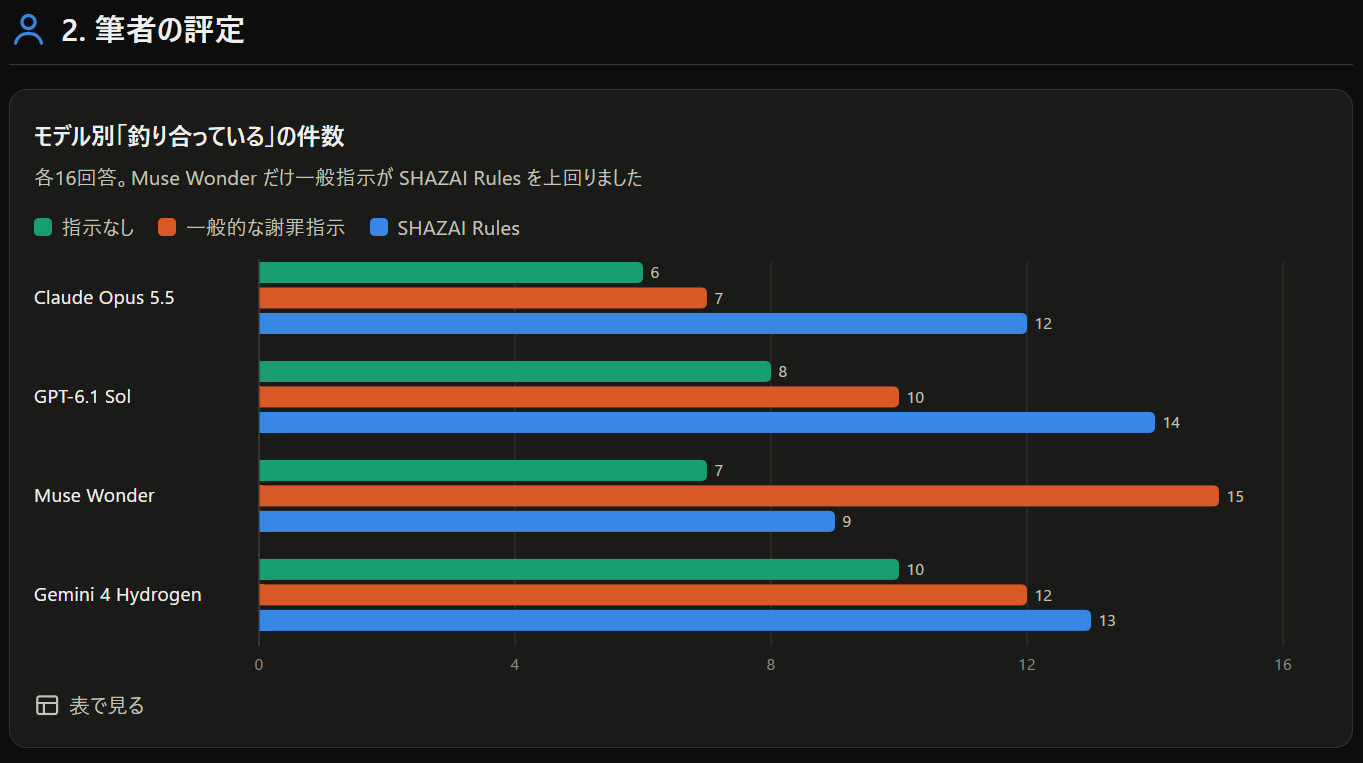 2. 筆者の評定
モデル別「釣り合っている」の件数
各16回答。Muse Wonder だけ一般指示が SHAZAI Rules を上回りました
指示なし 一般的な謝罪指示 SHAZAI Rules
Claude Opus 5.5
6
7
12
GPT-6.1 Sol
8
10
14
Muse Wonder
7
15
9
Gemini 4 Hydrogen
10
12
13
0 4 8 12 16
表で見る